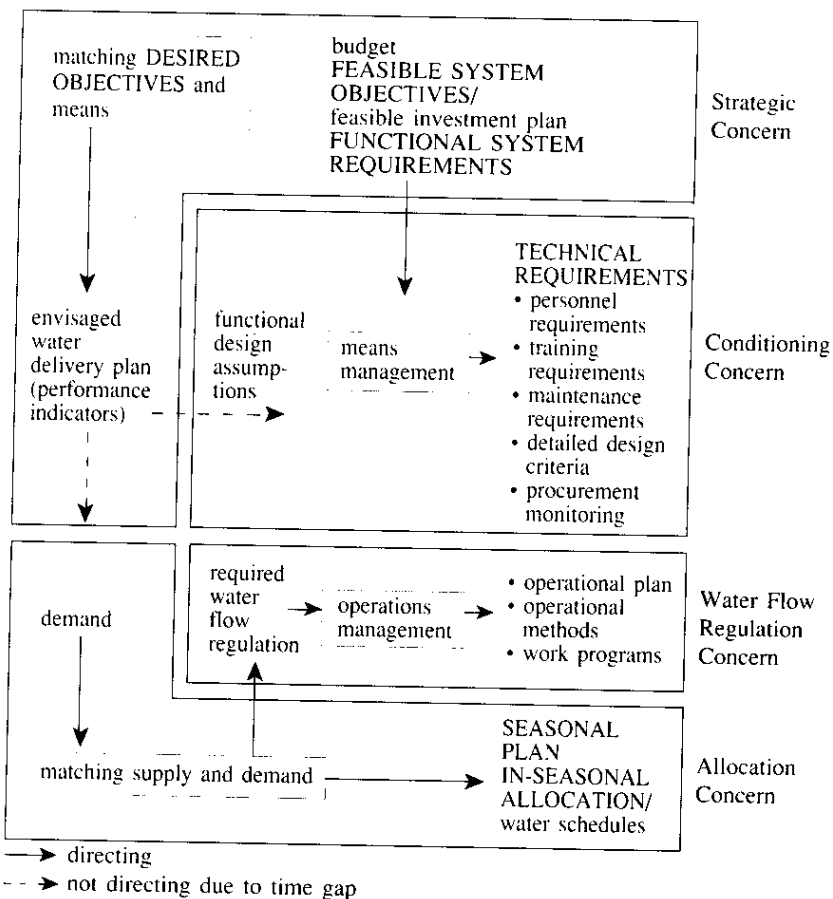 matching DESIRED
OBJECTIVES and
means
budget
FEASIBLE SYSTEM
OBJECTIVES/
feasible investment plan
FUNCTIONAL SYSTEM
REQUIREMENTS
Strategic
Concern
envisaged
water
delivery plan
(performance
indicators)
functional
design
assump-
tions
means
management
TECHNICAL
REQUIREMENTS
• personnel
requirements
• training
requirements
• maintenance
requirements
• detailed design
criteria
• procurement
monitoring
Conditioning
Concern
demand
required
water
flow
regulation
operations
management
• operational plan
• operational
methods
• work programs
Water Flow
Regulation
Concern
matching supply and demand
SEASONAL
PLAN
IN-SEASONAL
ALLOCATION/
water schedules
Allocation
Concern
directing
not directing due to time gap